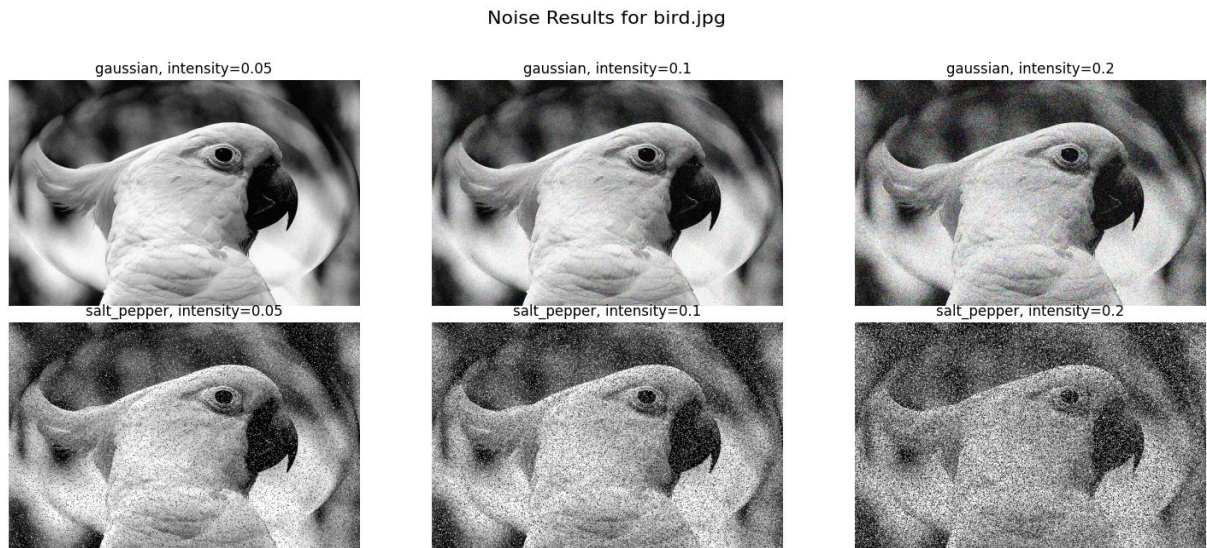 Noise Results for bird.jpg
gaussian, intensity=0.05
gaussian, intensity=0.1
gaussian, intensity=0.2
salt_pepper, intensity=0.05
salt_pepper, intensity=0.1
salt_pepper, intensity=0.2